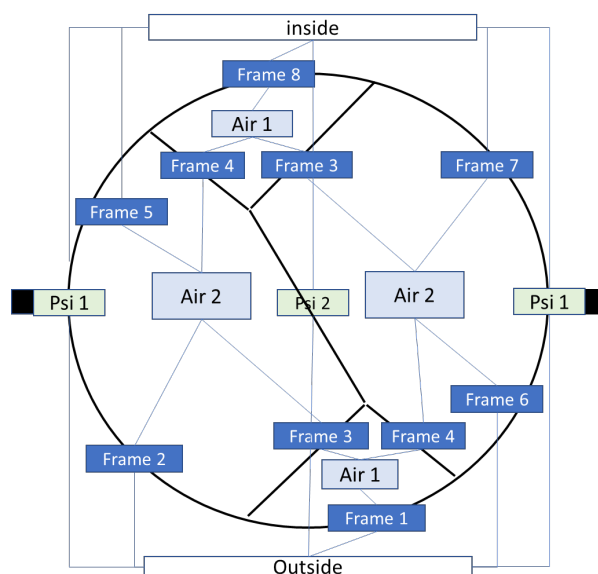 inside
Frame 8
Air 1
Frame 4
Frame 3
Frame 7
Frame 5
Air 2
Air 2
Psi 1
Psi 2
Psi 1
Frame 6
Frame 3
Frame 4
Frame 2
Air 1
Frame 1
Outside